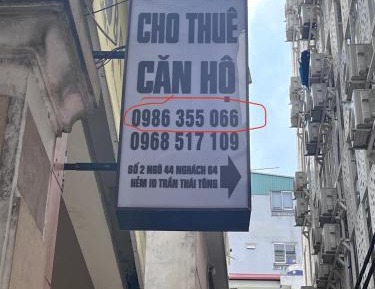 CHO THUÊ
CĂN HỘ
0986 355 066
0968 517 109
SỐ 2 NGÕ 44 NGHÁCH 64
HẺM 10 TRẦN THÁI TÔNG